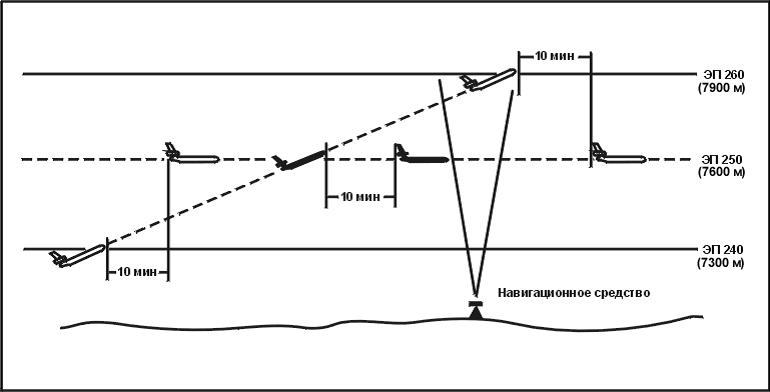 10 мин
ЭП 260
(7900 м)
ЭП 250
(7600 м)
10 мин
ЭП 240
(7300 м)
10 мин
Навигационное средство